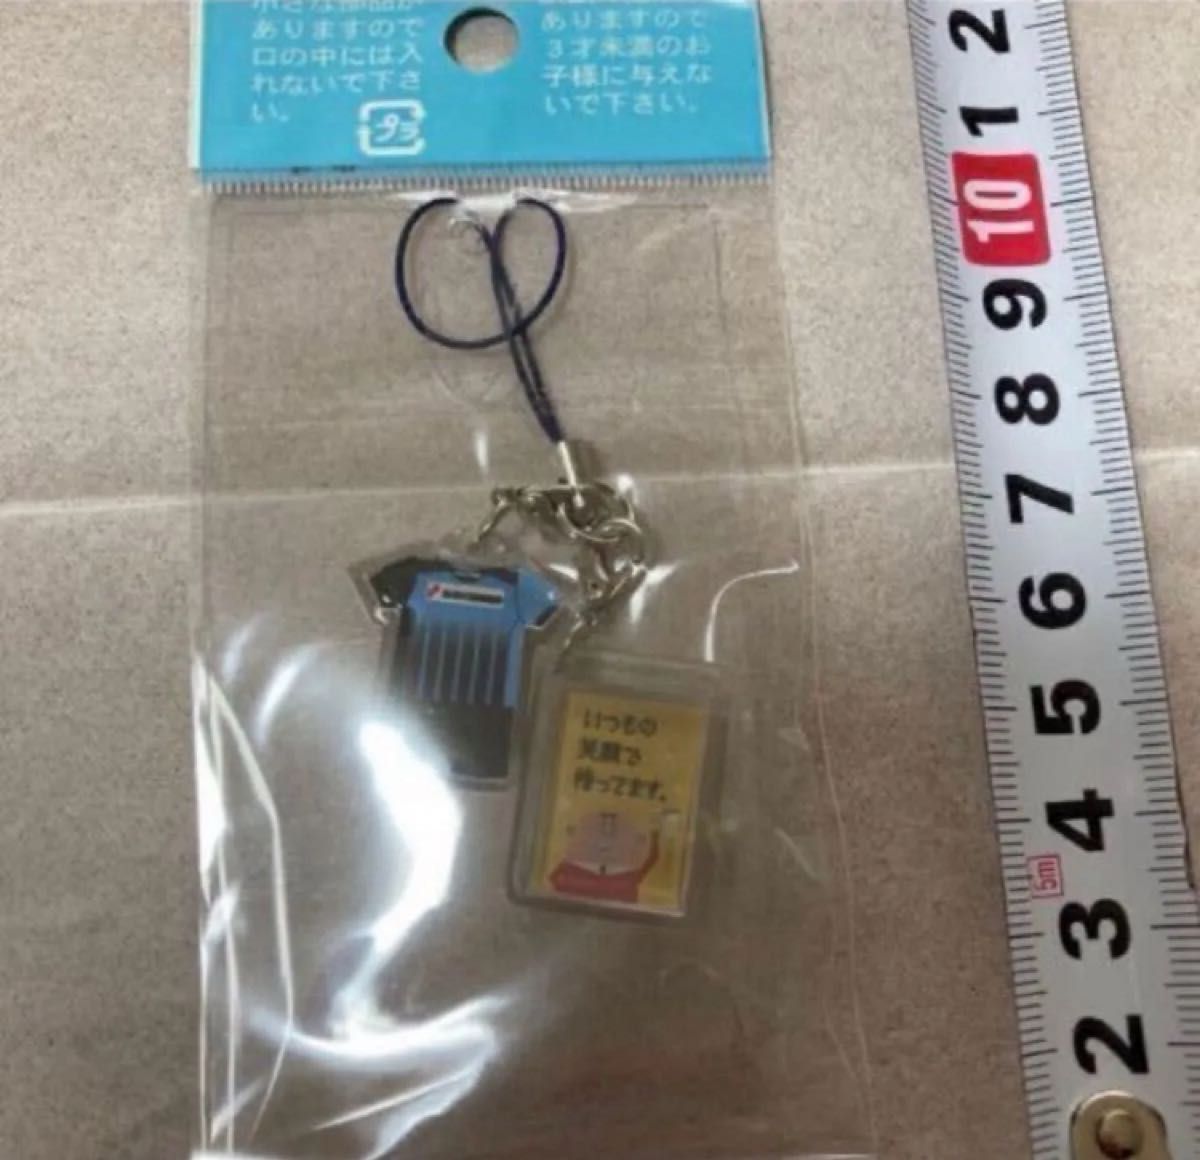 小さな部品が
ありますので
口の中には入
れないで下さ
い。
ありますので
3才未満のお
子様に与えな
いで下さい。
プラ
いつもの
笑顔で
待ってます。
2
1
10
9
8
7
6
5
4
5m
3
2